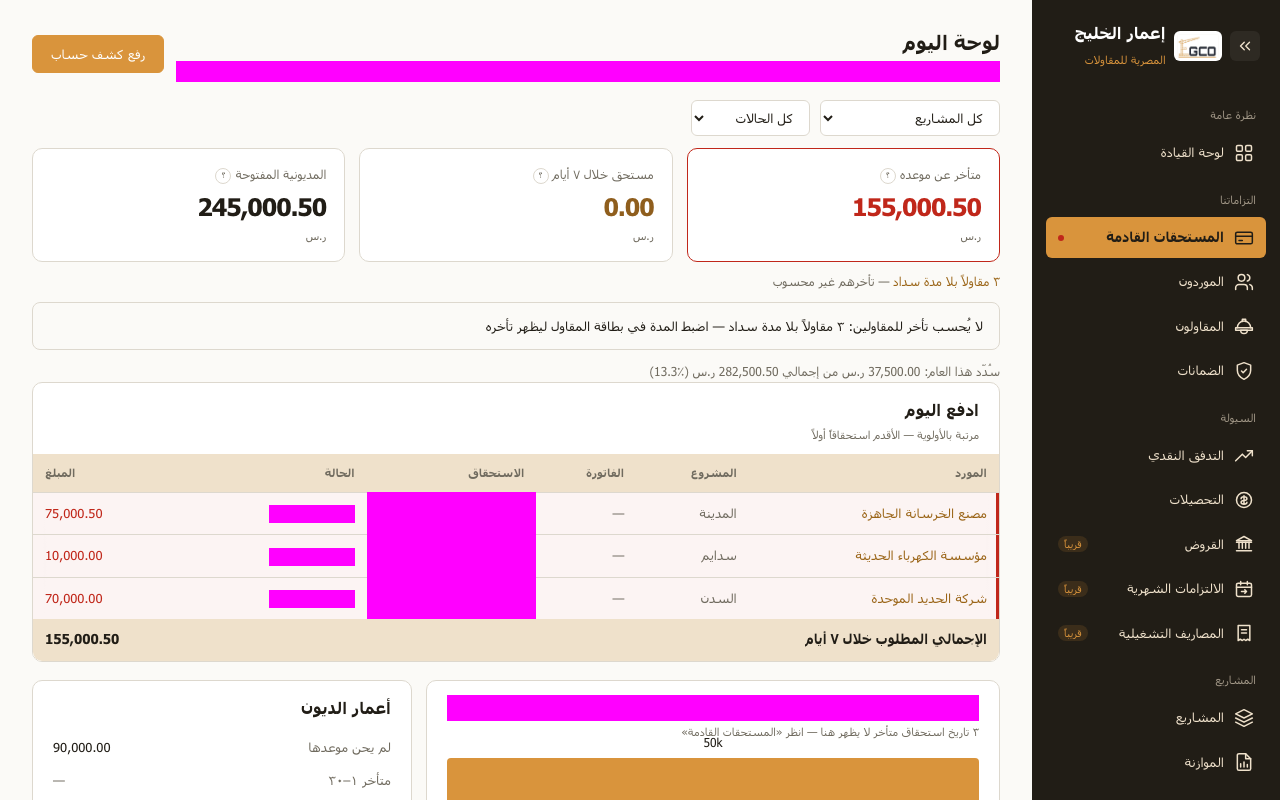 إعمار الخليج
المصرية للمقاولات
GCO
نظرة عامة
لوحة القيادة
التزاماتنا
المستحقات القادمة
الموردون
المقاولون
الضمانات
السيولة
التدفق النقدي
التحصيلات
القروض
قريباً
الالتزامات الشهرية
قريباً
المصاريف التشغيلية
قريباً
المشاريع
المشاريع
الموازنة
لوحة اليوم
رفع كشف حساب
كل المشاريع
كل الحالات
متأخر عن موعده ؟
155,000.50
ر.س
مستحق خلال ٧ أيام ؟
0.00
ر.س
المديونية المفتوحة ؟
245,000.50
ر.س
٣ مقاولاً بلا مدة سداد — تأخرهم غير محسوب
لا يُحسب تأخر للمقاولين: ٣ مقاولاً بلا مدة سداد — اضبط المدة في بطاقة المقاول ليظهر تأخره
سُدّد هذا العام: 37,500.00 ر.س من إجمالي 282,500.50 ر.س (13.3٪)
ادفع اليوم
مرتبة بالأولوية — الأقدم استحقاقاً أولاً
المورد المشروع الفاتورة الاستحقاق الحالة المبلغ
مصنع الخرسانة الجاهزة المدينة — 75,000.50
مؤسسة الكهرباء الحديثة سدايم — 10,000.00
شركة الحديد الموحدة السدن — 70,000.00
الإجمالي المطلوب خلال ٧ أيام 155,000.50
٣ تاريخ استحقاق متأخر لا يظهر هنا — انظر «المستحقات القادمة»
50k
أعمار الديون
لم يحن موعدها 90,000.00
متأخر ١–٣٠ —